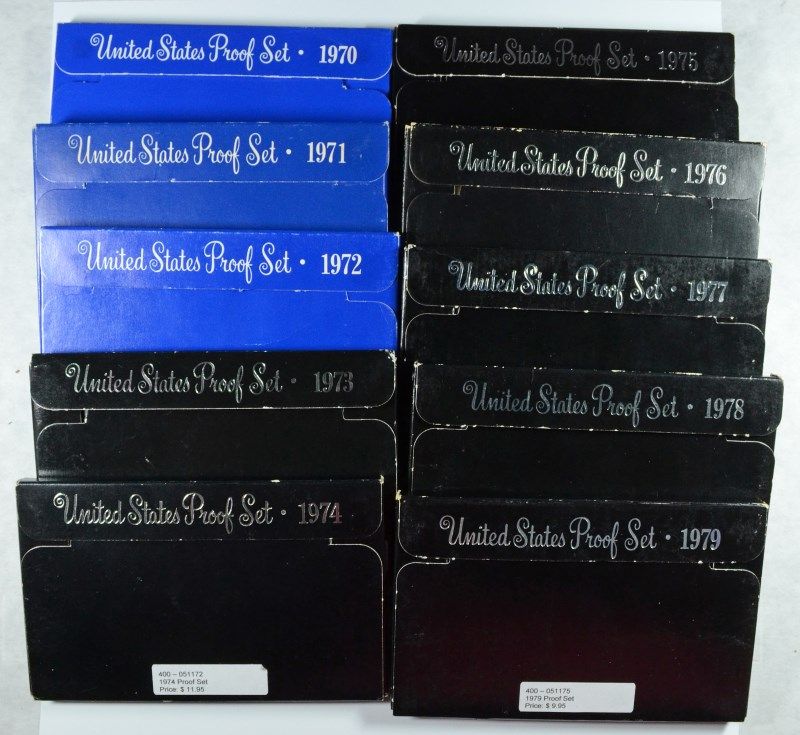 United States Proof Set · 1970
United States Proof Set · 1971
United States Proof Set · 1972
United States Proof Set · 1973
United States Proof Set · 1974
400 - 051172
1974 Proof Set
Price: $ 11.95
United States Proof Set · 1975
United States Proof Set · 1976
United States Proof Set · 1977
United States Proof Set · 1978
United States Proof Set · 1979
400 - 051175
1979 Proof Set
Price: $ 9.95